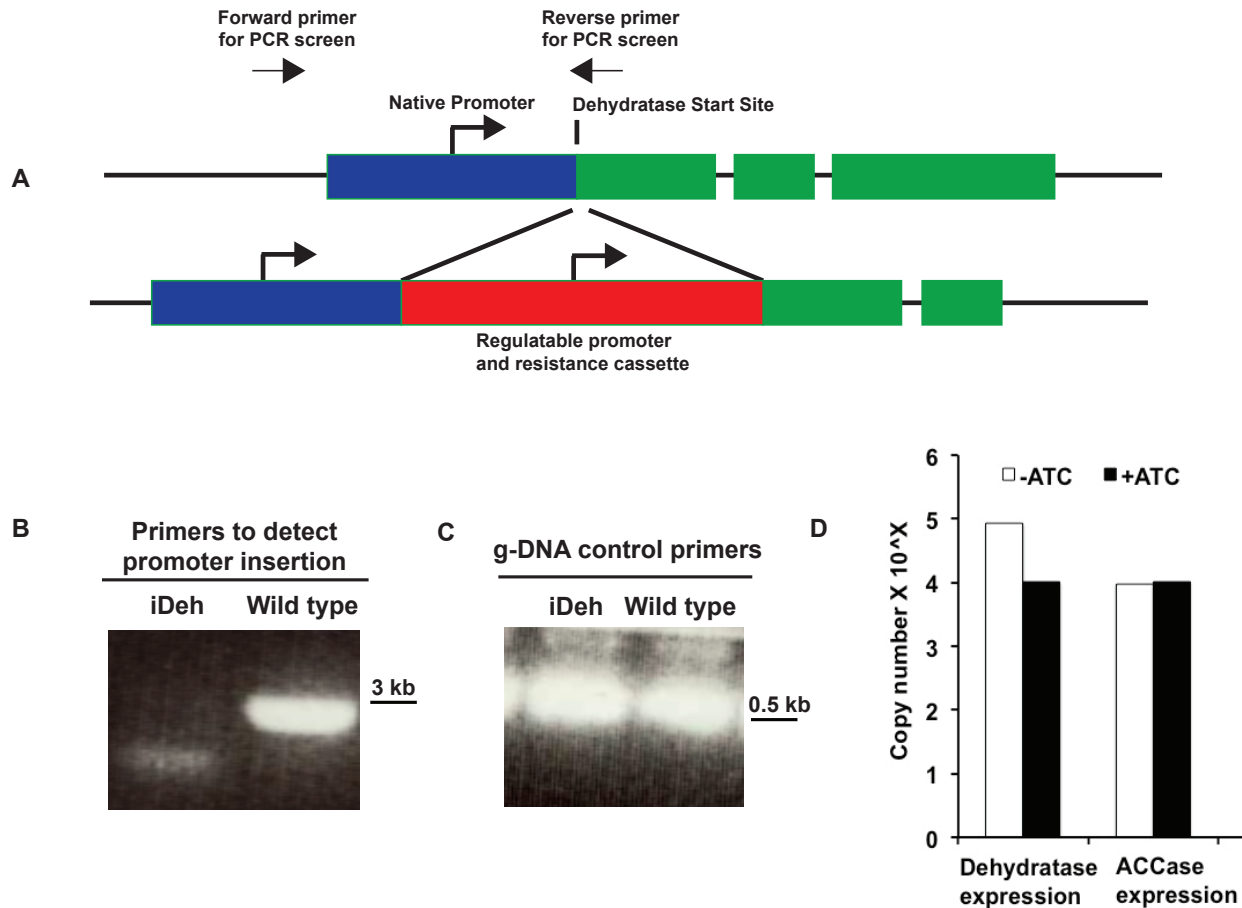 Forward primer
for PCR screen
Reverse primer
for PCR screen
Native Promoter
Dehydratase Start Site
A
Regulatable promoter
and resistance cassette
B
Primers to detect
promoter insertion
iDeh Wild type
3 kb
C
g-DNA control primers
iDeh Wild type
0.5 kb
D
Copy number X 10^X
6
5
4
3
2
1
0
-ATC +ATC
Dehydratase
expression
ACCase
expression